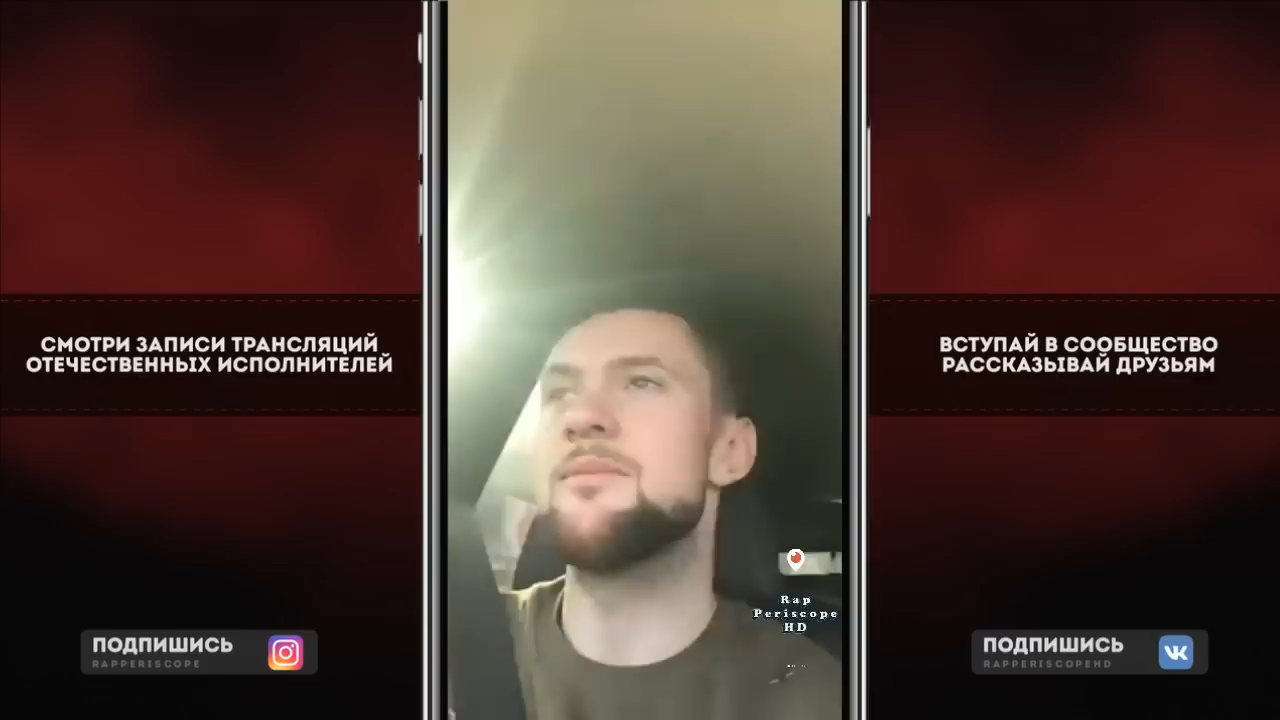 СМОТРИ ЗАПИСИ ТРАНСЛЯЦИЙ
ОТЕЧЕСТВЕННЫХ ИСПОЛНИТЕЛЕЙ
ВСТУПАЙ В СООБЩЕСТВО
РАССКАЗЫВАЙ ДРУЗЬЯМ
Rap
Periscope
HD
ПОДПИШИСЬ
RAPPERISCOPE
ПОДПИШИСЬ
RAPPERISCOPEHD